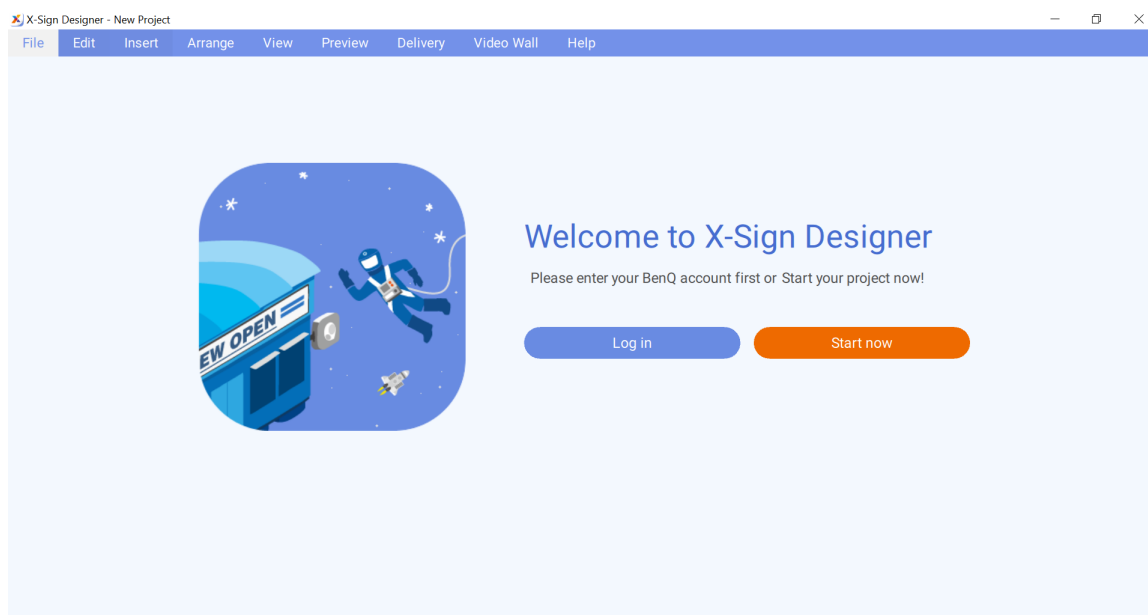 X-Sign Designer - New Project
File Edit Insert Arrange View Preview Delivery Video Wall Help
Welcome to X-Sign Designer
Please enter your BenQ account first or Start your project now!
EW OPEN
Log in Start now